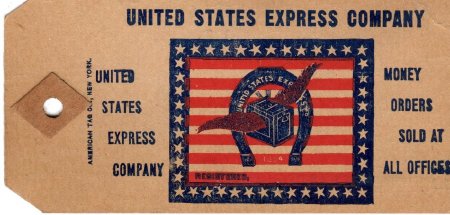 UNITED STATES EXPRESS COMPANY
AMERICAN TAG CO., NEW YORK.
UNITED
STATES
EXPRESS
COMPANY
UNITED STATES EXPRESS CO
REGISTERED.
MONEY
ORDERS
SOLD AT
ALL OFFICES